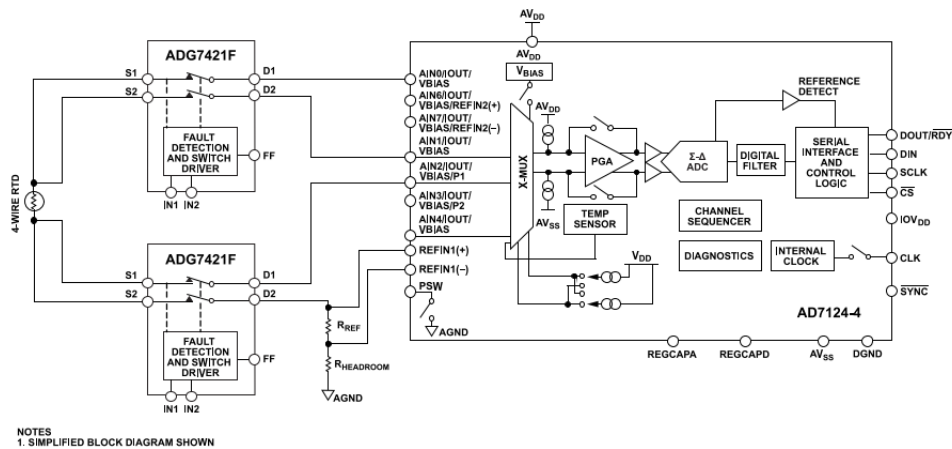 AVDD
ADG7421F
S1
D1
S2
D2
FAULT
DETECTION
AND SWITCH
DRIVER
FF
IN1 IN2
4-WIRE RTD
ADG7421F
S1
D1
S2
D2
FAULT
DETECTION
AND SWITCH
DRIVER
FF
IN1 IN2
RREF
RHEADROOM
AGND
AIN0/IOUT/
VBIAS
AIN6/IOUT/
VBIAS/REFIN2(+)
AIN7/IOUT/
VBIAS/REFIN2(–)
AIN1/IOUT/
VBIAS
AIN2/IOUT/
VBIAS/P1
AIN3/IOUT/
VBIAS/P2
AIN4/IOUT/
VBIAS
REFIN1(+)
REFIN1(–)
PSW
AGND
AVDD
VBIAS
AVDD
X-MUX
AVSS
PGA
TEMP
SENSOR
VDD
Σ-Δ
ADC
DIGITAL
FILTER
REFERENCE
DETECT
SERIAL
INTERFACE
AND
CONTROL
LOGIC
CHANNEL
SEQUENCER
DIAGNOSTICS
INTERNAL
CLOCK
DOUT/RDY
DIN
SCLK
CS
IOVDD
CLK
SYNC
AD7124-4
REGCAPA
REGCAPD
AVSS
DGND
NOTES
1. SIMPLIFIED BLOCK DIAGRAM SHOWN